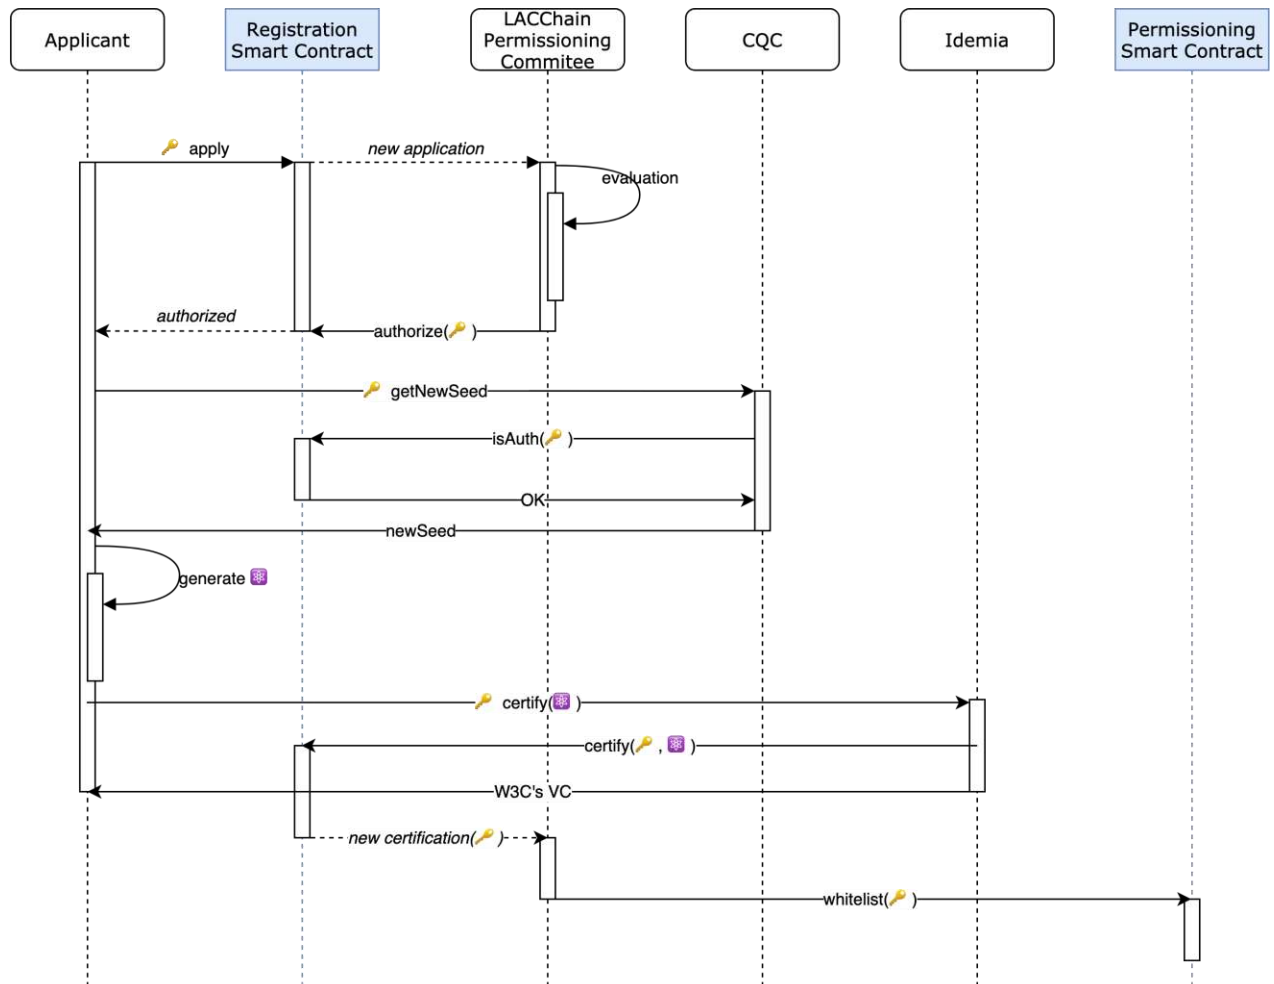 Applicant
Registration
Smart Contract
LACChain
Permissioning
Commitee
CQC
Idemia
Permissioning
Smart Contract
🔑 apply
new application
evaluation
authorized
authorize(🔑 )
🔑 getNewSeed
isAuth(🔑 )
OK
newSeed
generate ⚛️
🔑 certify(⚛️ )
certify(🔑 , ⚛️ )
W3C's VC
new certification(🔑 )
whitelist(🔑 )